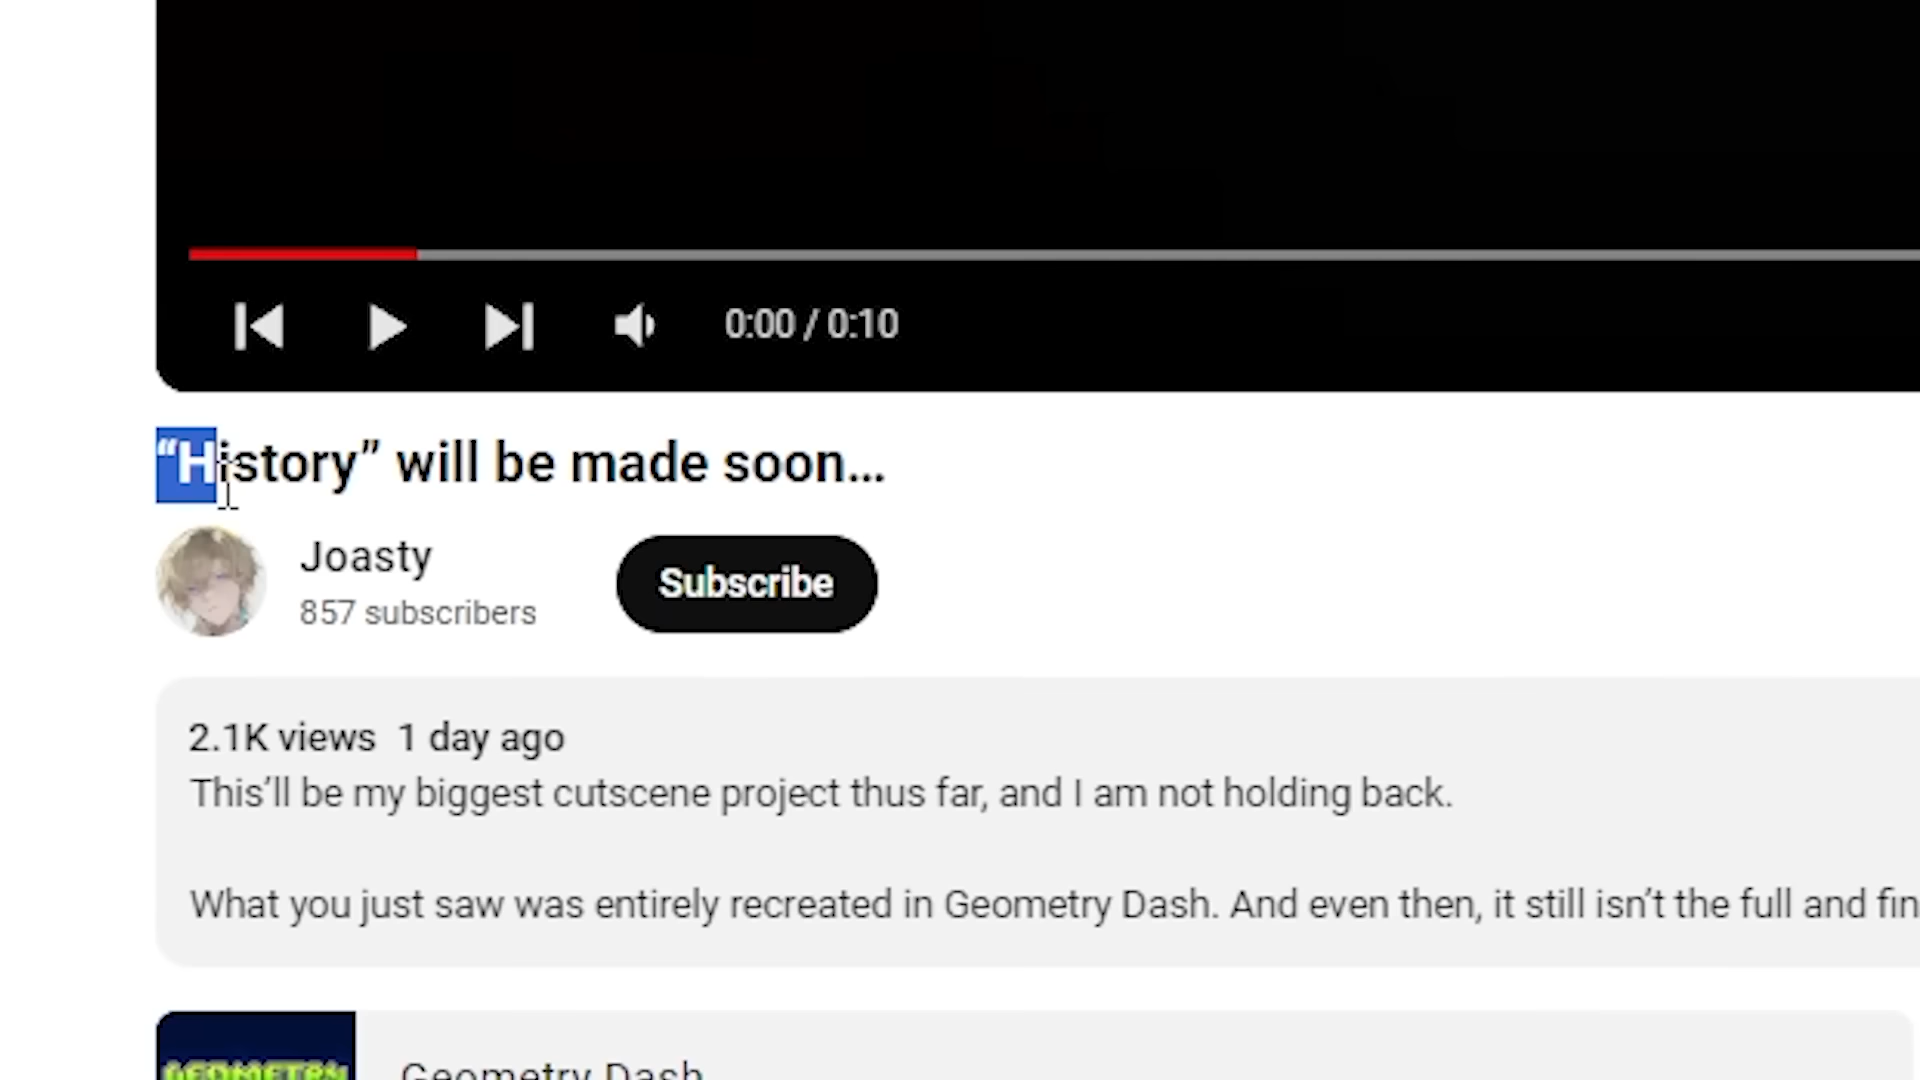 0:00 / 0:10
“History” will be made soon...
Joasty
857 subscribers
Subscribe
2.1K views 1 day ago
This’ll be my biggest cutscene project thus far, and I am not holding back.
What you just saw was entirely recreated in Geometry Dash. And even then, it still isn’t the full and fin
GEOMETRY
Geometry Dash